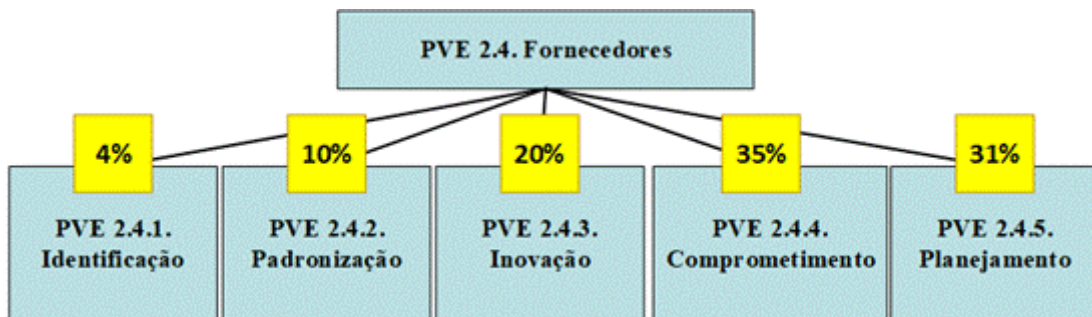 PVE 2.4. Fornecedores
4%
10%
20%
35%
31%
PVE 2.4.1.
Identificação
PVE 2.4.2.
Padronização
PVE 2.4.3.
Inovação
PVE 2.4.4.
Comprometimento
PVE 2.4.5.
Planejamento